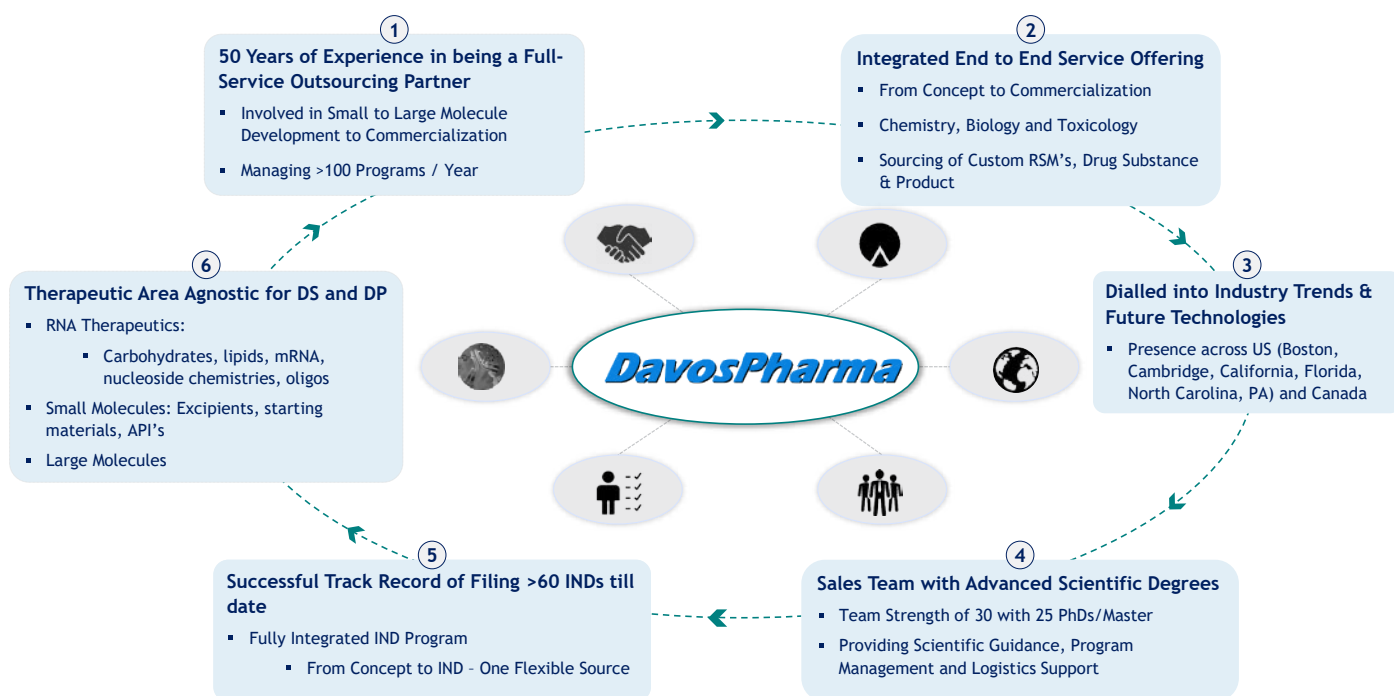 1
50 Years of Experience in being a Full-
Service Outsourcing Partner
▪ Involved in Small to Large Molecule
Development to Commercialization
▪ Managing >100 Programs / Year
2
Integrated End to End Service Offering
▪ From Concept to Commercialization
▪ Chemistry, Biology and Toxicology
▪ Sourcing of Custom RSM's, Drug Substance
& Product
3
Dialled into Industry Trends &
Future Technologies
▪ Presence across US (Boston,
Cambridge, California, Florida,
North Carolina, PA) and Canada
4
Sales Team with Advanced Scientific Degrees
▪ Team Strength of 30 with 25 PhDs/Master
▪ Providing Scientific Guidance, Program
Management and Logistics Support
5
Successful Track Record of Filing >60 INDs till
date
▪ Fully Integrated IND Program
▪ From Concept to IND – One Flexible Source
6
Therapeutic Area Agnostic for DS and DP
▪ RNA Therapeutics:
▪ Carbohydrates, lipids, mRNA,
nucleoside chemistries, oligos
▪ Small Molecules: Excipients, starting
materials, API's
▪ Large Molecules
DavosPharma